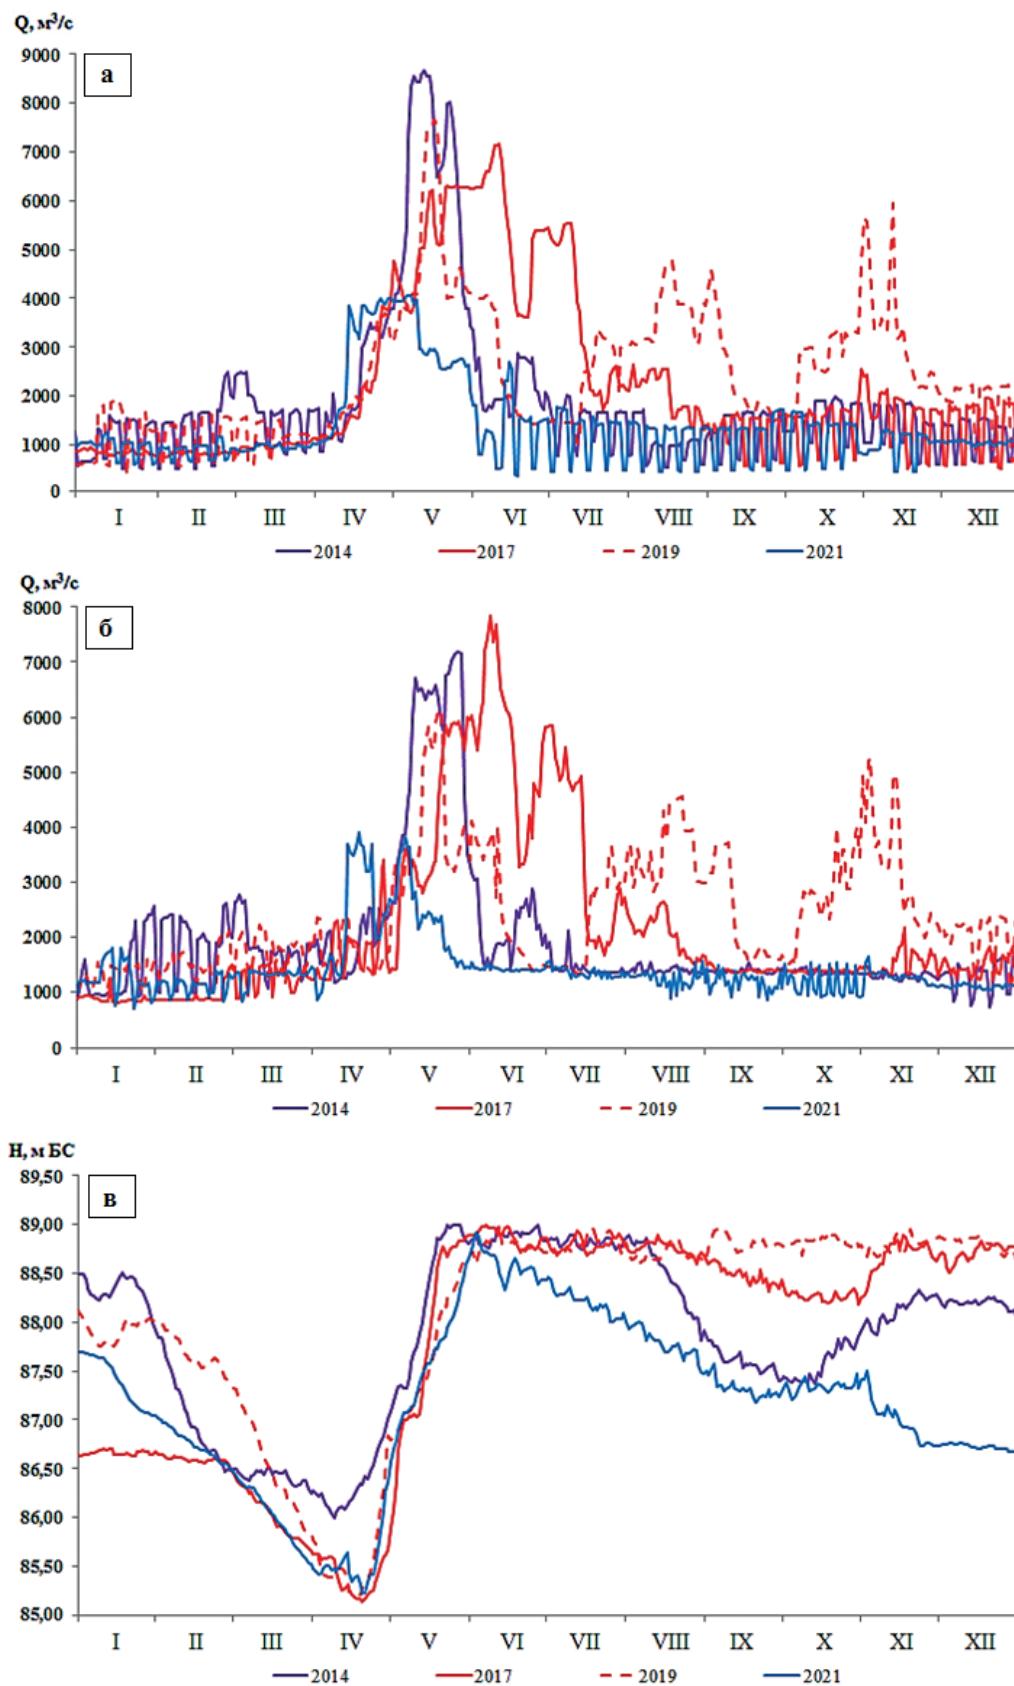 Q, м³/с
а
9000
8000
7000
6000
5000
4000
3000
2000
1000
0
I II III IV V VI VII VIII IX X XI XII
2014 2017 2019 2021
Q, м³/с
б
8000
7000
6000
5000
4000
3000
2000
1000
0
I II III IV V VI VII VIII IX X XI XII
2014 2017 2019 2021
Н, м БС
в
89,50
89,00
88,50
88,00
87,50
87,00
86,50
86,00
85,50
85,00
I II III IV V VI VII VIII IX X XI XII
2014 2017 2019 2021